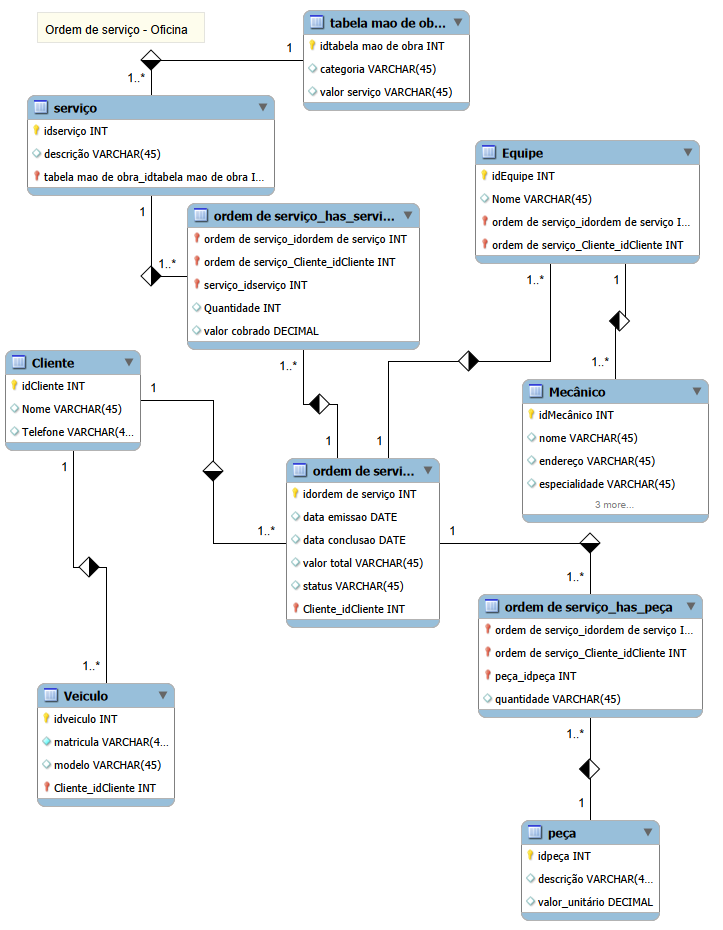 Ordem de serviço - Oficina
tabela mao de ob...
idtabela mao de obra INT
categoria VARCHAR(45)
valor serviço VARCHAR(45)
1
1..*
serviço
idserviço INT
descrição VARCHAR(45)
tabela mao de obra_idtabela mao de obra I...
1
1..*
ordem de serviço_has_servi...
ordem de serviço_idordem de serviço INT
ordem de serviço_Cliente_idCliente INT
serviço_idserviço INT
Quantidade INT
valor cobrado DECIMAL
1..*
1
Equipe
idEquipe INT
Nome VARCHAR(45)
ordem de serviço_idordem de serviço I...
ordem de serviço_Cliente_idCliente INT
1..*
1
1
1..*
Mecânico
idMecânico INT
nome VARCHAR(45)
endereço VARCHAR(45)
especialidade VARCHAR(45)
3 more...
Cliente
idCliente INT
Nome VARCHAR(45)
Telefone VARCHAR(4...
1
1..*
1
1..*
ordem de servi...
idordem de serviço INT
data emissao DATE
data conclusao DATE
valor total VARCHAR(45)
status VARCHAR(45)
Cliente_idCliente INT
1
1..*
ordem de serviço_has_peça
ordem de serviço_idordem de serviço I...
ordem de serviço_Cliente_idCliente INT
peça_idpeça INT
quantidade VARCHAR(45)
1..*
1
Veiculo
idveiculo INT
matricula VARCHAR(4...
modelo VARCHAR(45)
Cliente_idCliente INT
peça
idpeça INT
descrição VARCHAR(4...
valor_unitário DECIMAL